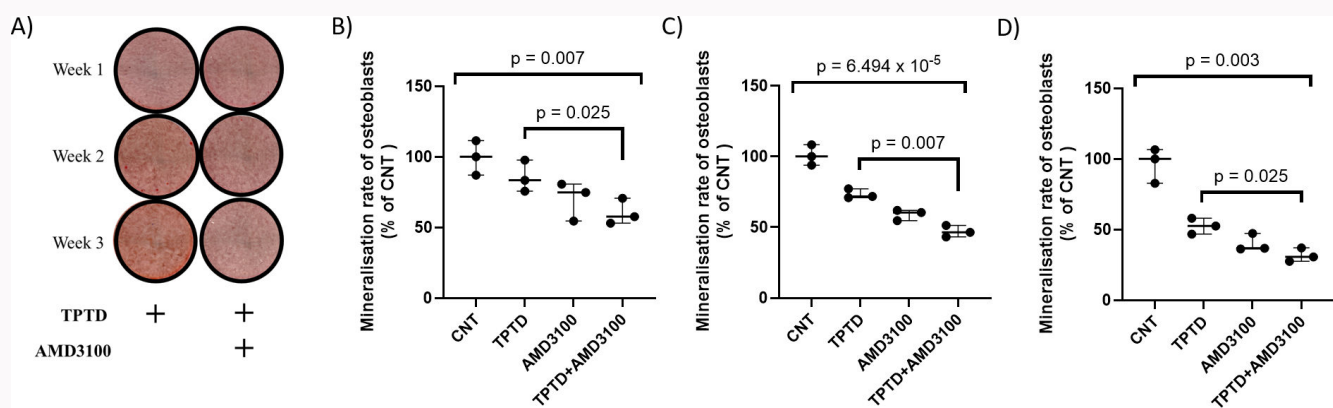 A)
Week 1
Week 2
Week 3
TPTD + +
AMD3100 +
B)
Mineralisation rate of osteoblasts
(% of CNT )
150
100
50
0
p = 0.007
p = 0.025
CNT
TPTD
AMD3100
TPTD+AMD3100
C)
Mineralisation rate of osteoblasts
(% of CNT )
150
100
50
0
p = 6.494 x 10-5
p = 0.007
CNT
TPTD
AMD3100
TPTD+AMD3100
D)
Mineralisation rate of osteoblasts
(% of CNT )
150
100
50
0
p = 0.003
p = 0.025
CNT
TPTD
AMD3100
TPTD+AMD3100